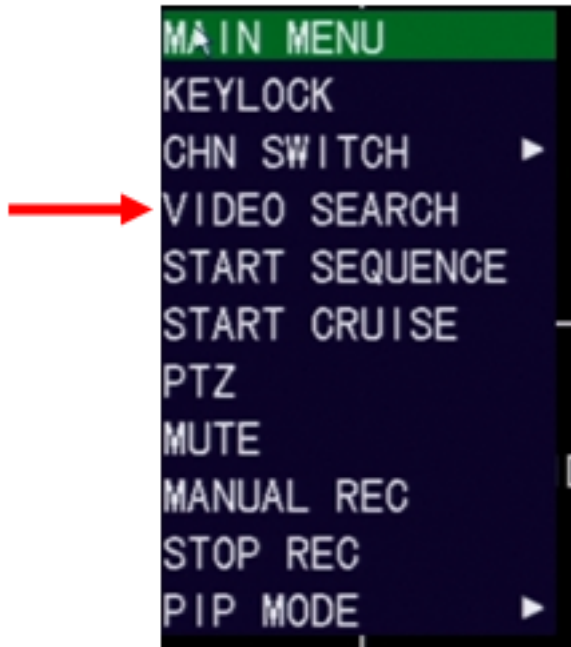 MAIN MENU
KEYLOCK
CHN SWITCH
VIDEO SEARCH
START SEQUENCE
START CRUISE
PTZ
MUTE
MANUAL REC
STOP REC
PIP MODE